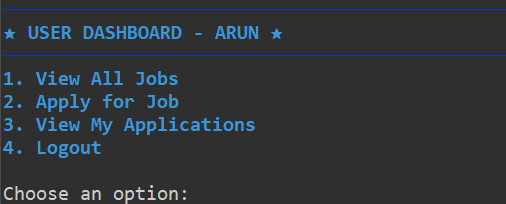 ★ USER DASHBOARD - ARUN ★
1. View All Jobs
2. Apply for Job
3. View My Applications
4. Logout
Choose an option: